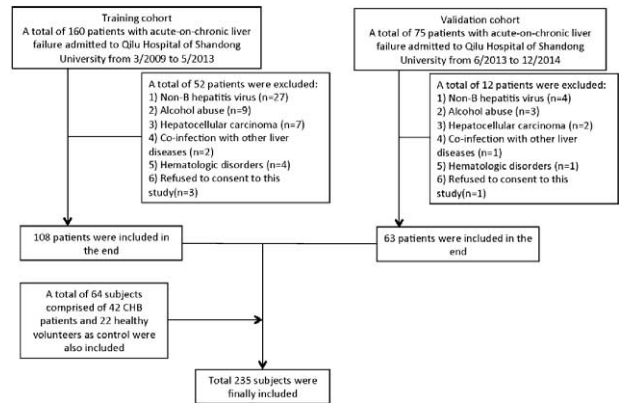 Training cohort
A total of 160 patients with acute-on-chronic liver
failure admitted to Qilu Hospital of Shandong
University from 3/2009 to 5/2013
Validation cohort
A total of 75 patients with acute-on-chronic liver
failure admitted to Qilu Hospital of Shandong
University from 6/2013 to 12/2014
A total of 52 patients were excluded:
1) Non-B hepatitis virus (n=27)
2) Alcohol abuse (n=9)
3) Hepatocellular carcinoma (n=7)
4) Co-infection with other liver
diseases (n=2)
5) Hematologic disorders (n=4)
6) Refused to consent to this
study(n=3)
A total of 12 patients were excluded:
1) Non-B hepatitis virus (n=4)
2) Alcohol abuse (n=3)
3) Hepatocellular carcinoma (n=2)
4) Co-infection with other liver
diseases (n=1)
5) Hematologic disorders (n=1)
6) Refused to consent to this
study(n=1)
108 patients were included in
the end
63 patients were included in the
end
A total of 64 subjects
comprised of 42 CHB
patients and 22 healthy
volunteers as control were
also included
Total 235 subjects were
finally included